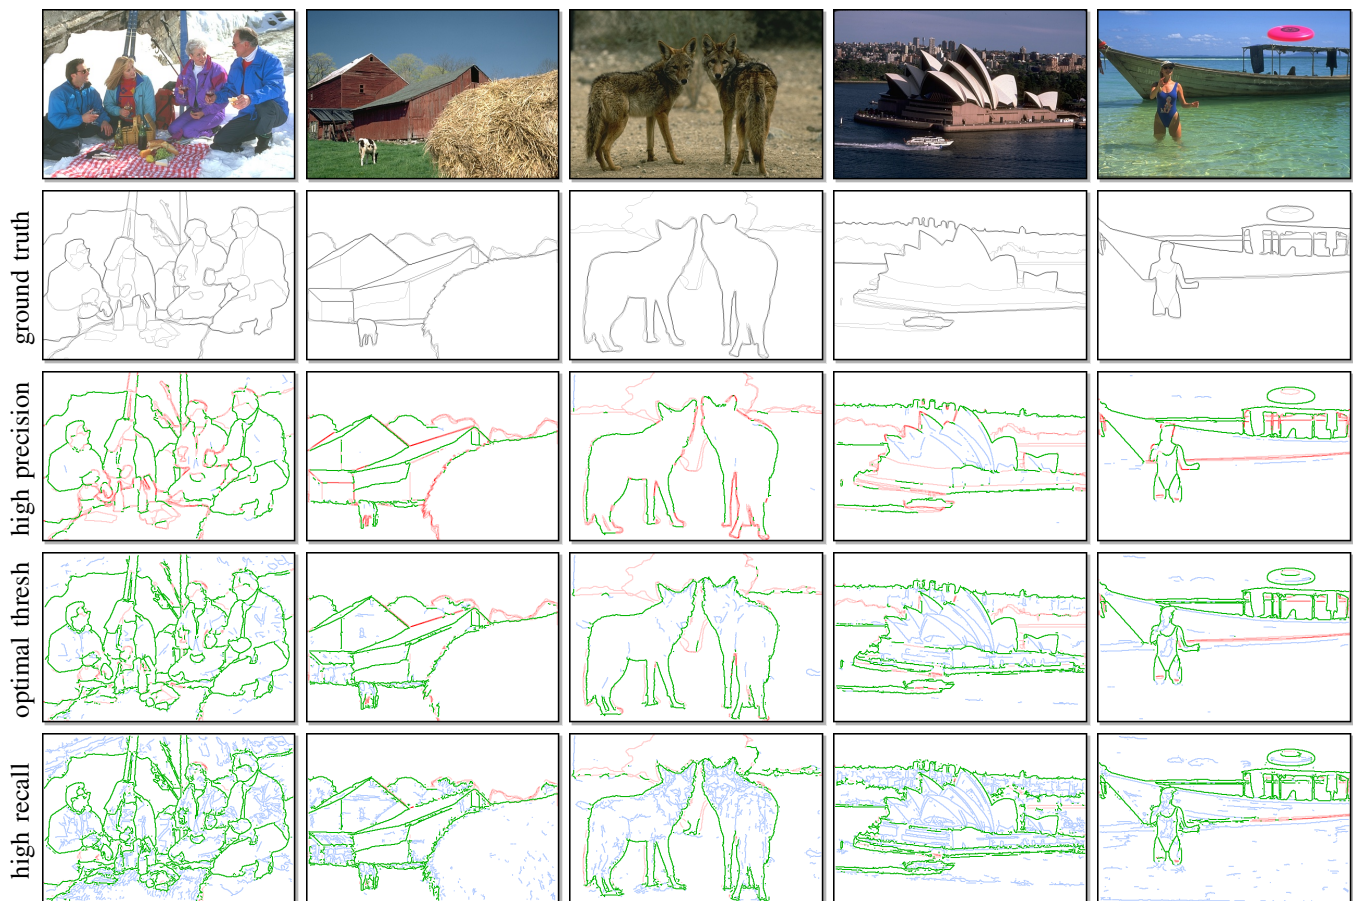 ground truth
high precision
optimal thresh
high recall